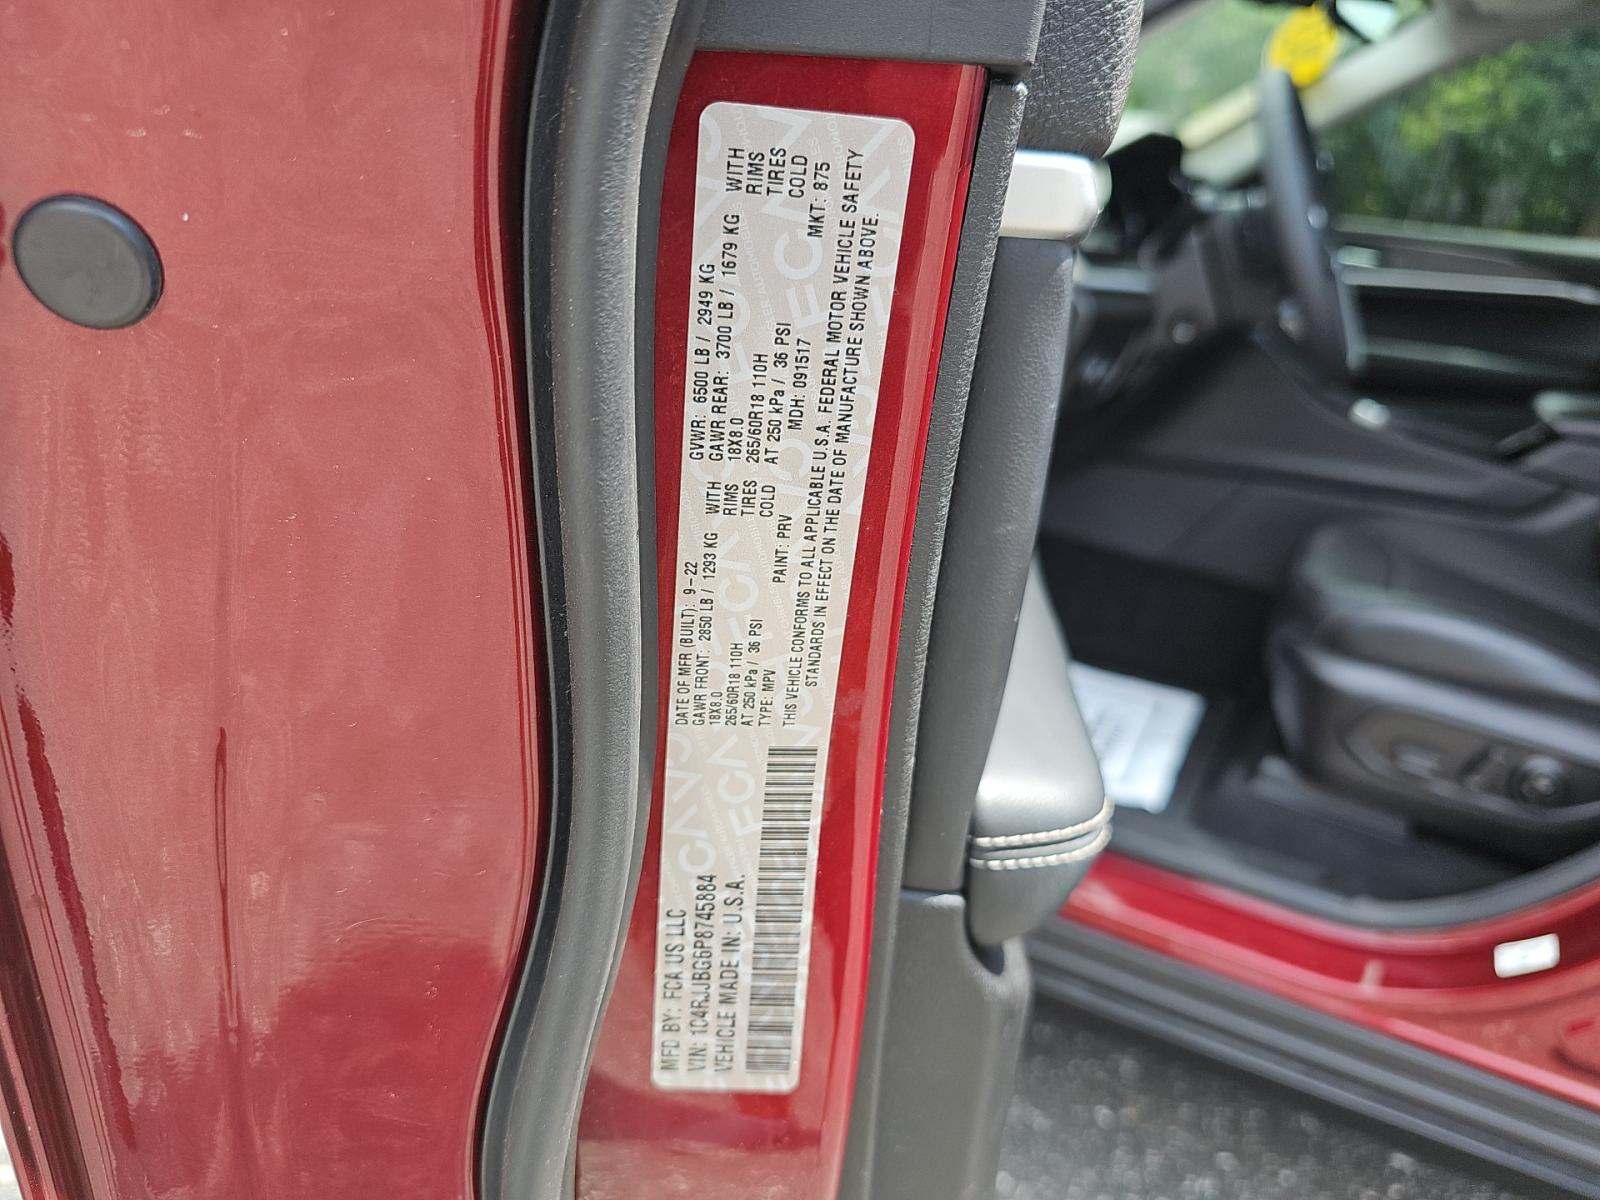 MFD BY: FCA US LLC
VIN: 1C4RJJBG6P8745884
VEHICLE MADE IN: U.S.A.
DATE OF MFR (BUILT): 9-22 GVWR: 6500 LB / 2949 KG
GAWR FRONT: 2850 LB / 1293 KG WITH GAWR REAR: 3700 LB / 1679 KG WITH
18X8.0 RIMS 18X8.0 RIMS
265/60R18 110H TIRES 265/60R18 110H TIRES
AT 250 kPa / 36 PSI COLD AT 250 kPa / 36 PSI COLD
TYPE: MPV PAINT: PRV MDH: 091517 MKT: 875
THIS VEHICLE CONFORMS TO ALL APPLICABLE U.S.A. FEDERAL MOTOR VEHICLE SAFETY
STANDARDS IN EFFECT ON THE DATE OF MANUFACTURE SHOWN ABOVE.